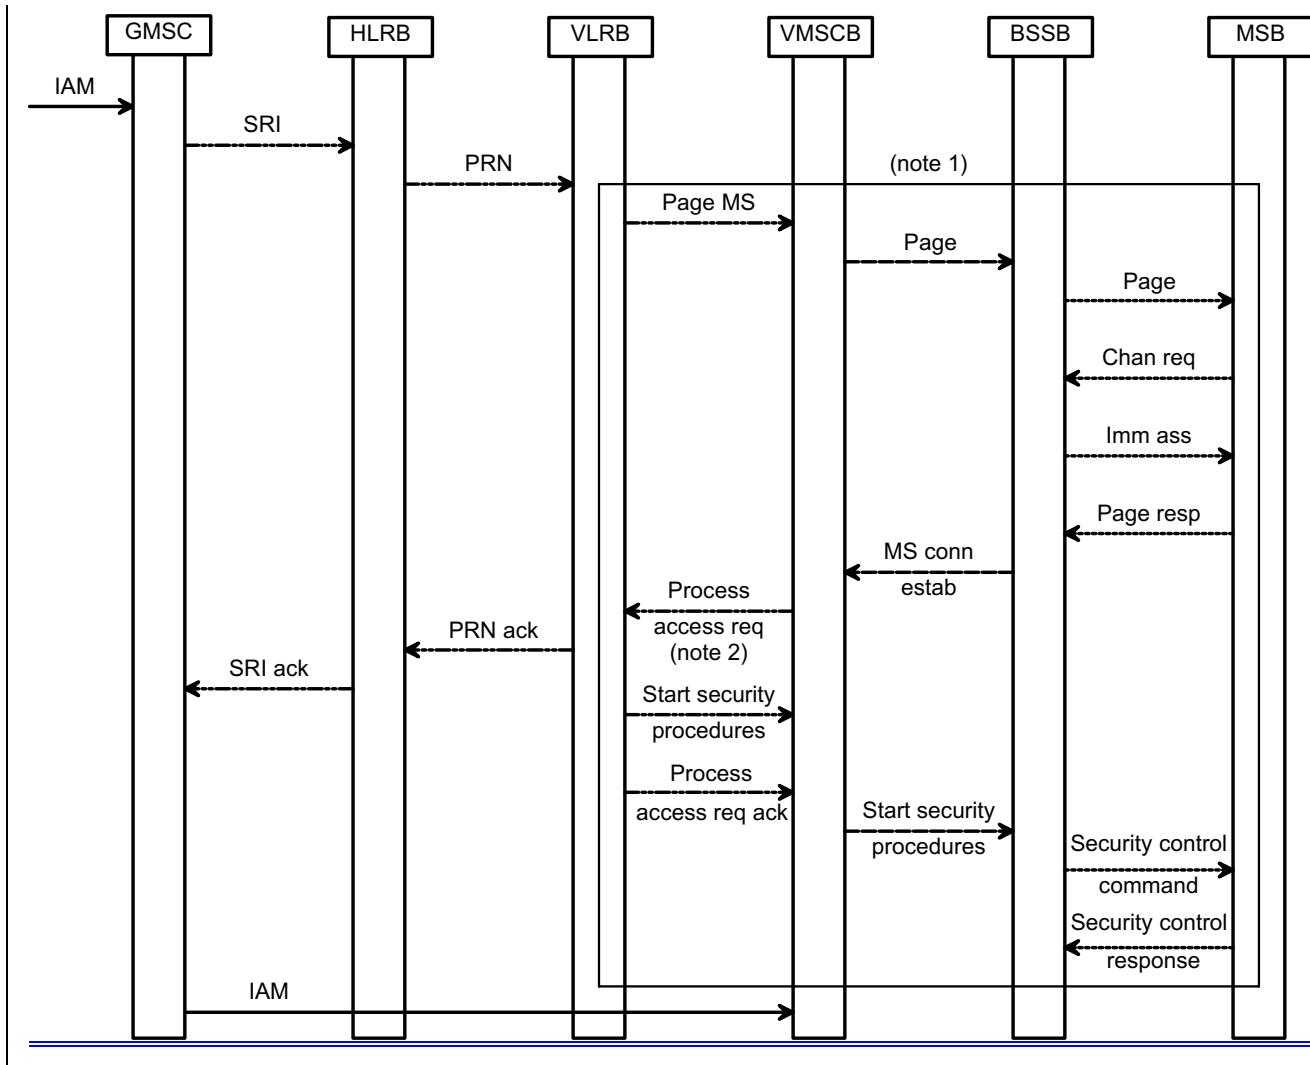 GMSC HLRB VLRB VMSCB BSSB MSB
IAM
SRI
PRN
(note 1)
Page MS
Page
Page
Chan req
Imm ass
Page resp
MS conn
estab
Process
access req
(note 2)
PRN ack
SRI ack
Start security
procedures
Process
access req ack
Start security
procedures
Security control
command
Security control
response
IAM